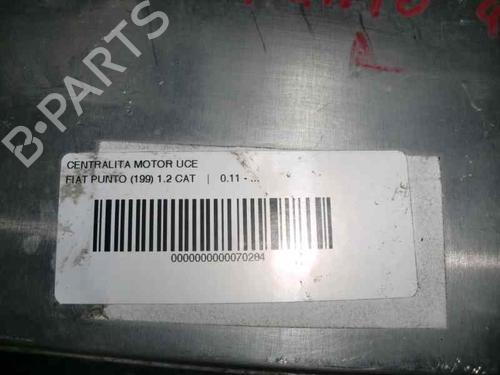 B-PARTS
CENTRALITA MOTOR UCE
FIAT PUNTO (199) 1.2 CAT | 0.11 - ...
0000000000070284